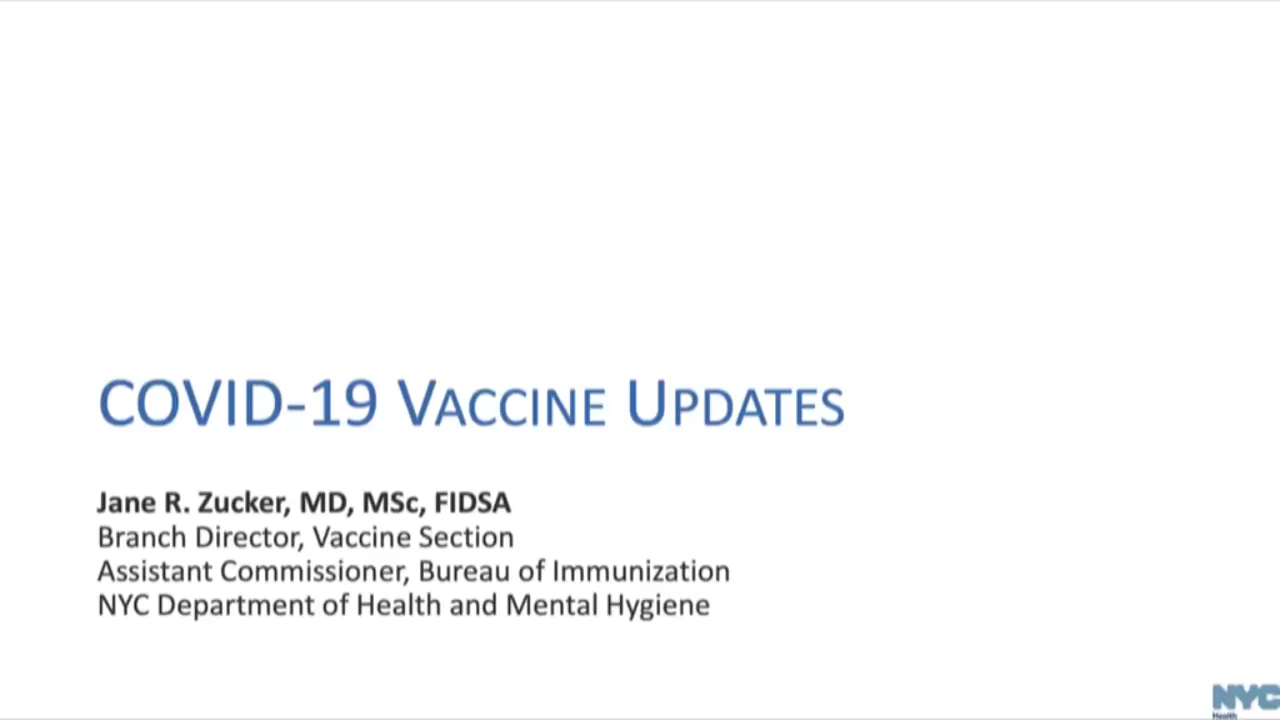 COVID-19 VACCINE UPDATES
Jane R. Zucker, MD, MSc, FIDSA
Branch Director, Vaccine Section
Assistant Commissioner, Bureau of Immunization
NYC Department of Health and Mental Hygiene
NYC
Health